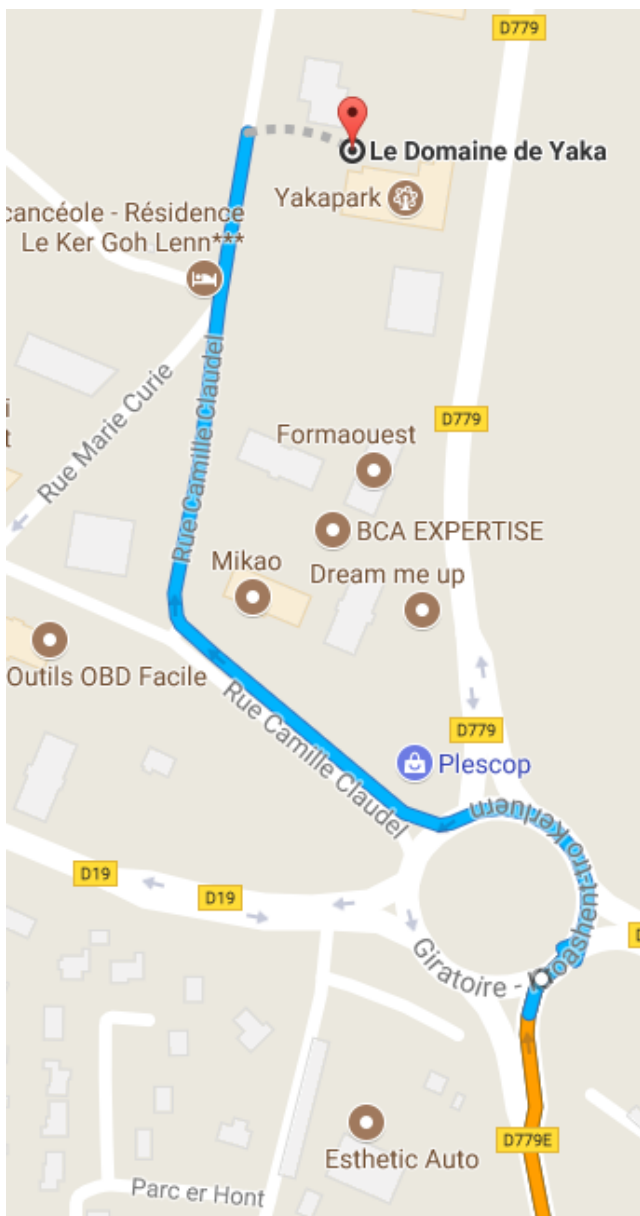 D779
Le Domaine de Yaka
Yakapark
cancéole - Résidence
Le Ker Goh Lenn***
Rue Camille Claudel
Rue Marie Curie
D779
Formaouest
BCA EXPERTISE
Mikao
Dream me up
Outils OBD Facile
Rue Camille Claudel
D779
Plescop
D19
D19
Giratoire -
Kerluern
D779E
Esthetic Auto
Parc er Hont